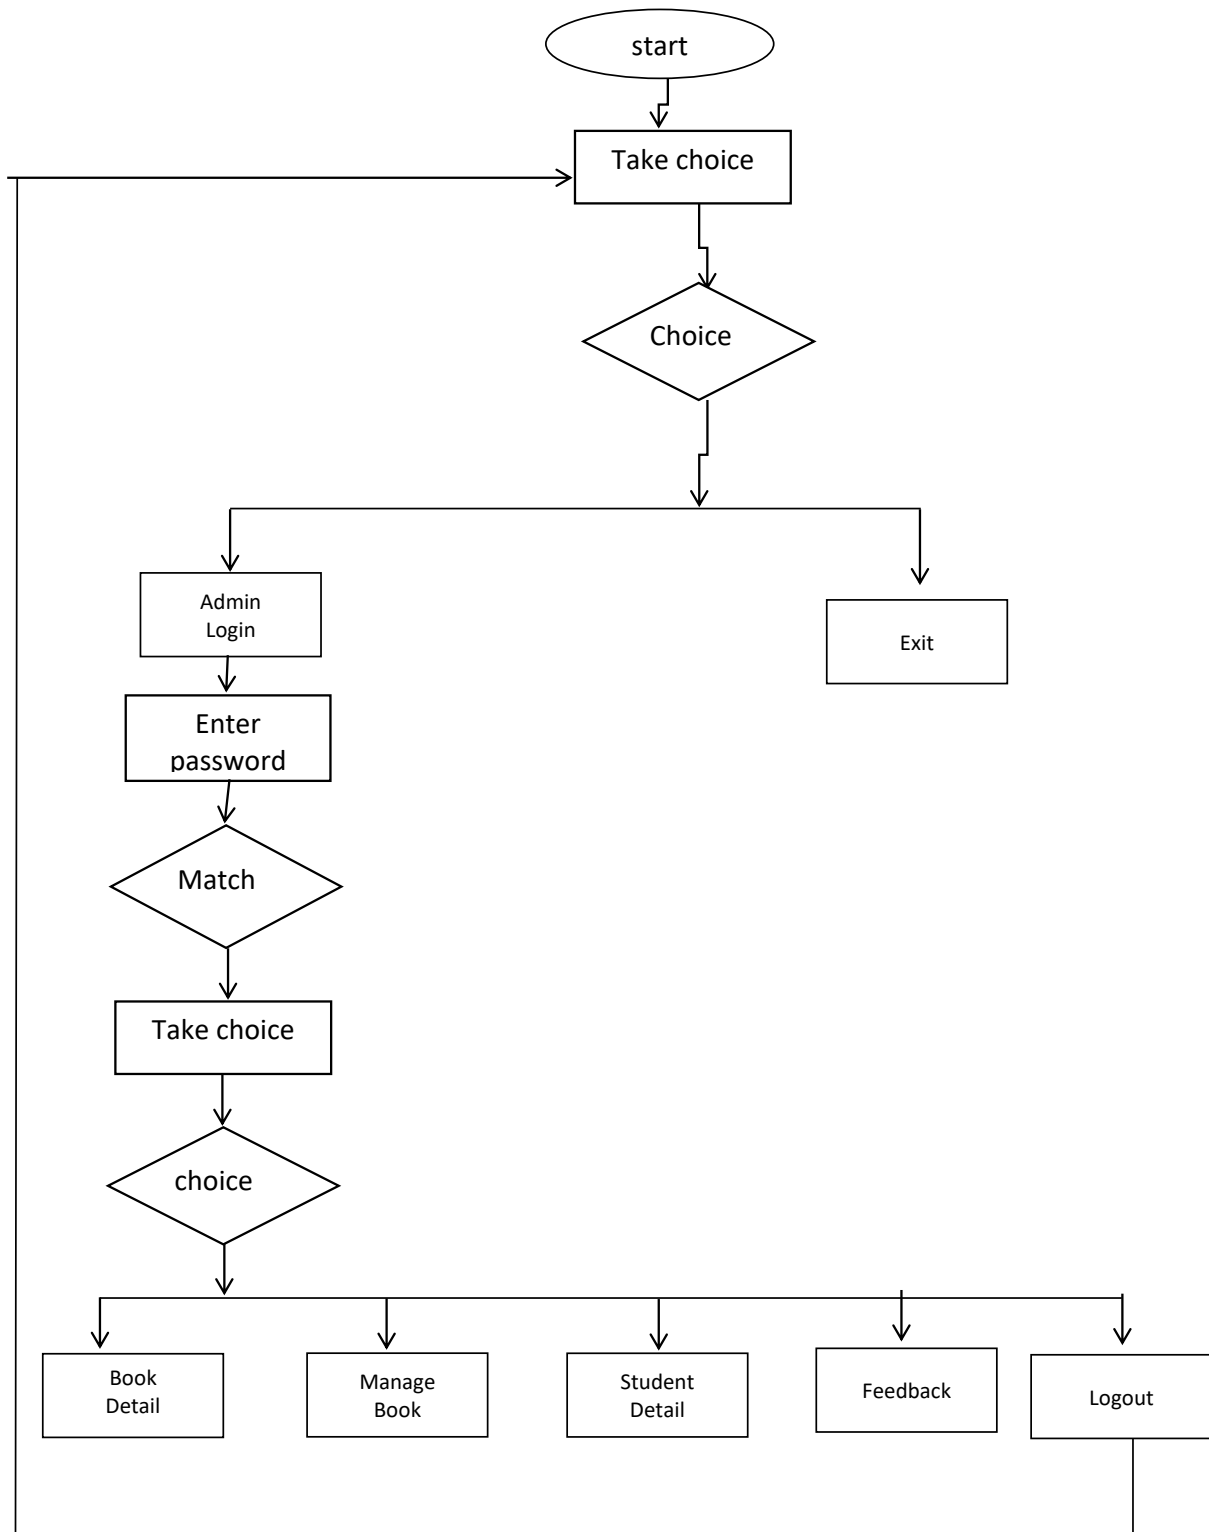 start
Take choice
Choice
Admin
Login
Exit
Enter
password
Match
Take choice
choice
Book
Detail
Manage
Book
Student
Detail
Feedback
Logout